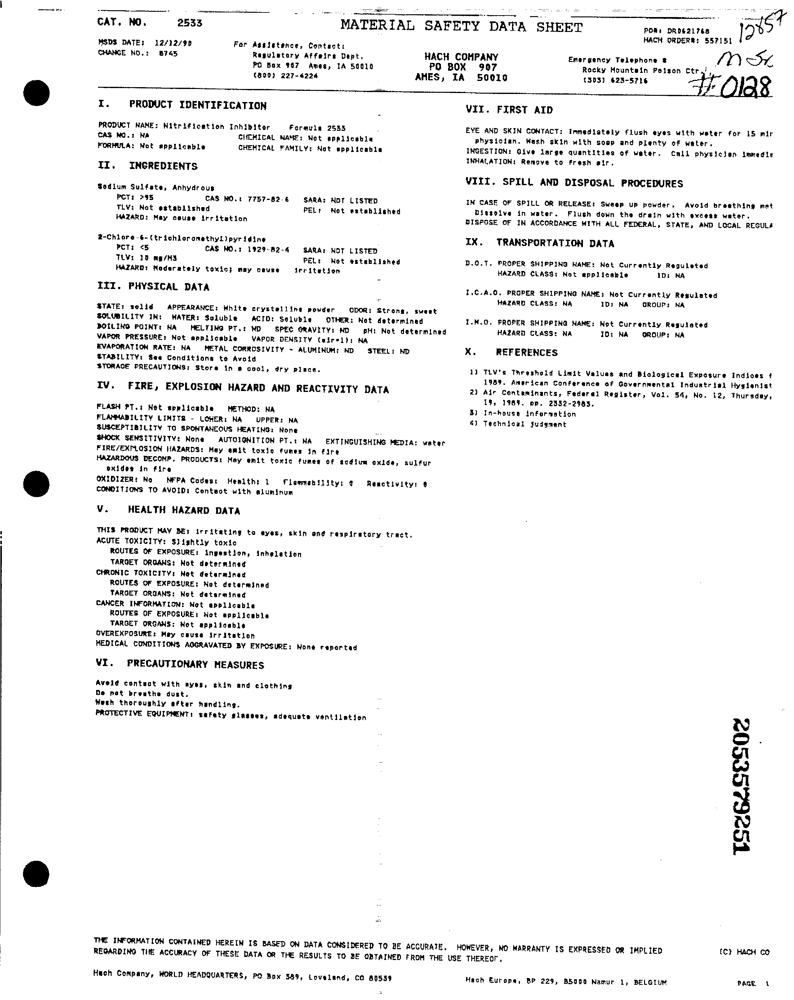 CAT. NO. 2533
MATERIAL SAFETY DATA SHEET
PO#: DR0621768
HACH ORDER#: 557151
12857
MSDS DATE: 12/12/90
CHANGE NO.: 8745
For Assistance, Contact:
Regulatory Affairs Dept.
PO Box 907 Ames, IA 50010
(800) 227-4224
HACH COMPANY
PO BOX 907
AMES, IA 50010
Emergency Telephone #
Rocky Mountain Poison Ctr.
(303) 623-5716
#0128
I. PRODUCT IDENTIFICATION
PRODUCT NAME: Nitrification Inhibitor Formula 2533
CAS NO.: NA CHEMICAL NAME: Not applicable
FORMULA: Not applicable CHEMICAL FAMILY: Not applicable
II. INGREDIENTS
Sodium Sulfate, Anhydrous
PCT: >95 CAS NO.: 7757-82-6 SARA: NOT LISTED
TLV: Not established PEL: Not established
HAZARD: May cause irritation
2-Chloro-6-(trichloromethyl)pyridine
PCT: <5 CAS NO.: 1929-82-4 SARA: NOT LISTED
TLV: 10 mg/M3 PEL: Not established
HAZARD: Moderately toxic; may cause irritation
III. PHYSICAL DATA
STATE: solid APPEARANCE: White crystalline powder ODOR: Strong, sweet
SOLUBILITY IN: WATER: Soluble ACID: Soluble OTHER: Not determined
BOILING POINT: NA MELTING PT.: ND SPEC GRAVITY: ND pH: Not determined
VAPOR PRESSURE: Not applicable VAPOR DENSITY (air=1): NA
EVAPORATION RATE: NA METAL CORROSIVITY - ALUMINUM: ND STEEL: ND
STABILITY: See Conditions to Avoid
STORAGE PRECAUTIONS: Store in a cool, dry place.
IV. FIRE, EXPLOSION HAZARD AND REACTIVITY DATA
FLASH PT.: Not applicable METHOD: NA
FLAMMABILITY LIMITS - LOWER: NA UPPER: NA
SUSCEPTIBILITY TO SPONTANEOUS HEATING: None
SHOCK SENSITIVITY: None AUTOIGNITION PT.: NA EXTINGUISHING MEDIA: water
FIRE/EXPLOSION HAZARDS: May emit toxic fumes in fire
HAZARDOUS DECOMP. PRODUCTS: May emit toxic fumes of sodium oxide, sulfur
oxides in fire
OXIDIZER: No NFPA Codes: Health: 1 Flammability: 0 Reactivity: 0
CONDITIONS TO AVOID: Contact with aluminum
V. HEALTH HAZARD DATA
THIS PRODUCT MAY BE: irritating to eyes, skin and respiratory tract.
ACUTE TOXICITY: Slightly toxic
ROUTES OF EXPOSURE: ingestion, inhalation
TARGET ORGANS: Not determined
CHRONIC TOXICITY: Not determined
ROUTES OF EXPOSURE: Not determined
TARGET ORGANS: Not determined
CANCER INFORMATION: Not applicable
ROUTES OF EXPOSURE: Not applicable
TARGET ORGANS: Not applicable
OVEREXPOSURE: May cause irritation
MEDICAL CONDITIONS AGGRAVATED BY EXPOSURE: None reported
VI. PRECAUTIONARY MEASURES
Avoid contact with eyes, skin and clothing
Do not breathe dust.
Wash thoroughly after handling.
PROTECTIVE EQUIPMENT: safety glasses, adequate ventilation
VII. FIRST AID
EYE AND SKIN CONTACT: Immediately flush eyes with water for 15 mir
physician. Wash skin with soap and plenty of water.
INGESTION: Give large quantities of water. Call physician immedie
INHALATION: Remove to fresh air.
VIII. SPILL AND DISPOSAL PROCEDURES
IN CASE OF SPILL OR RELEASE: Sweep up powder. Avoid breathing mat
Dissolve in water. Flush down the drain with excess water.
DISPOSE OF IN ACCORDANCE WITH ALL FEDERAL, STATE, AND LOCAL REGULA
IX. TRANSPORTATION DATA
D.O.T. PROPER SHIPPING NAME: Not Currently Regulated
HAZARD CLASS: Not applicable ID: NA
I.C.A.O. PROPER SHIPPING NAME: Not Currently Regulated
HAZARD CLASS: NA ID: NA GROUP: NA
I.M.O. PROPER SHIPPING NAME: Not Currently Regulated
HAZARD CLASS: NA ID: NA GROUP: NA
X. REFERENCES
1) TLV's Threshold Limit Values and Biological Exposure Indices f
1989. American Conference of Governmental Industrial Hygienist
2) Air Contaminants, Federal Register, Vol. 54, No. 12, Thursday,
19, 1989. pp. 2332-2983.
3) In-house information
4) Technical judgment
2053579251
THE INFORMATION CONTAINED HEREIN IS BASED ON DATA CONSIDERED TO BE ACCURATE. HOWEVER, NO WARRANTY IS EXPRESSED OR IMPLIED
REGARDING THE ACCURACY OF THESE DATA OR THE RESULTS TO BE OBTAINED FROM THE USE THEREOF.
(C) HACH CO
Hach Company, WORLD HEADQUARTERS, PO Box 389, Loveland, CO 80539
Hach Europe, BP 229, B5000 Namur 1, BELGIUM
PAGE 1